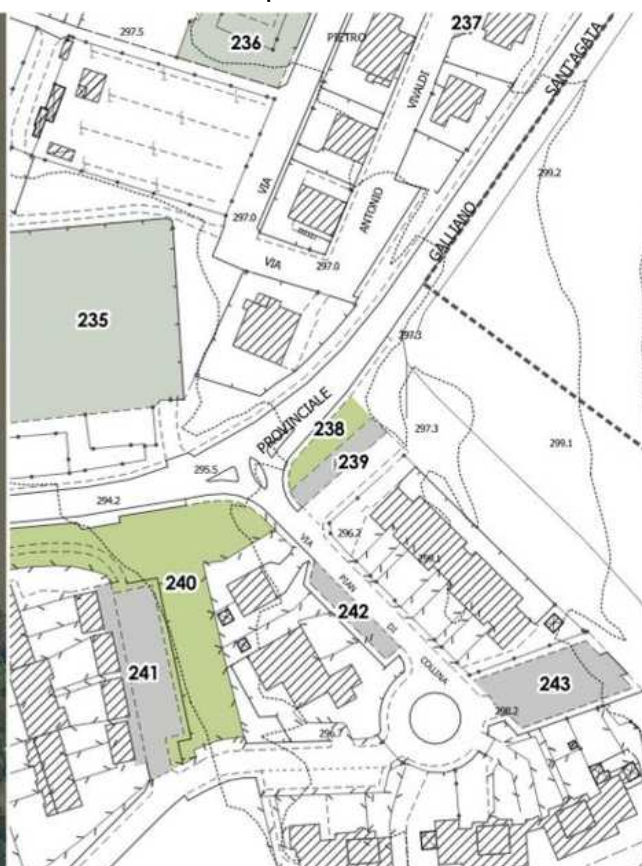 297.5
236
PIETRO
237
SANT'AGATA
VIVALDI
299.2
VIA
297.0
ANTONIO
GALLIANO
VIA
297.0
235
297.3
PROVINCIALE
238
297.3
299.1
239
295.5
294.2
296.2
VIA
240
298.1
PIAN
242
DI
241
COLLINA
243
298.2